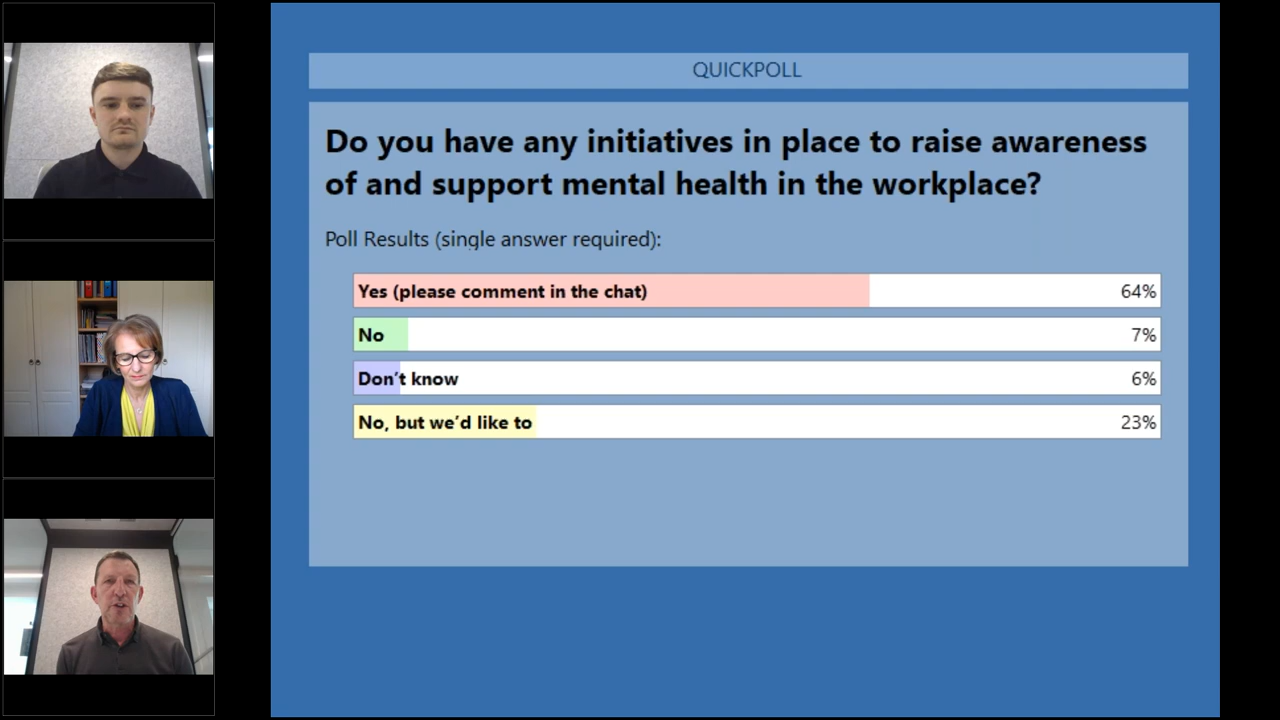 QUICKPOLL
Do you have any initiatives in place to raise awareness
of and support mental health in the workplace?
Poll Results (single answer required):
Yes (please comment in the chat) 64%
No 7%
Don’t know 6%
No, but we’d like to 23%